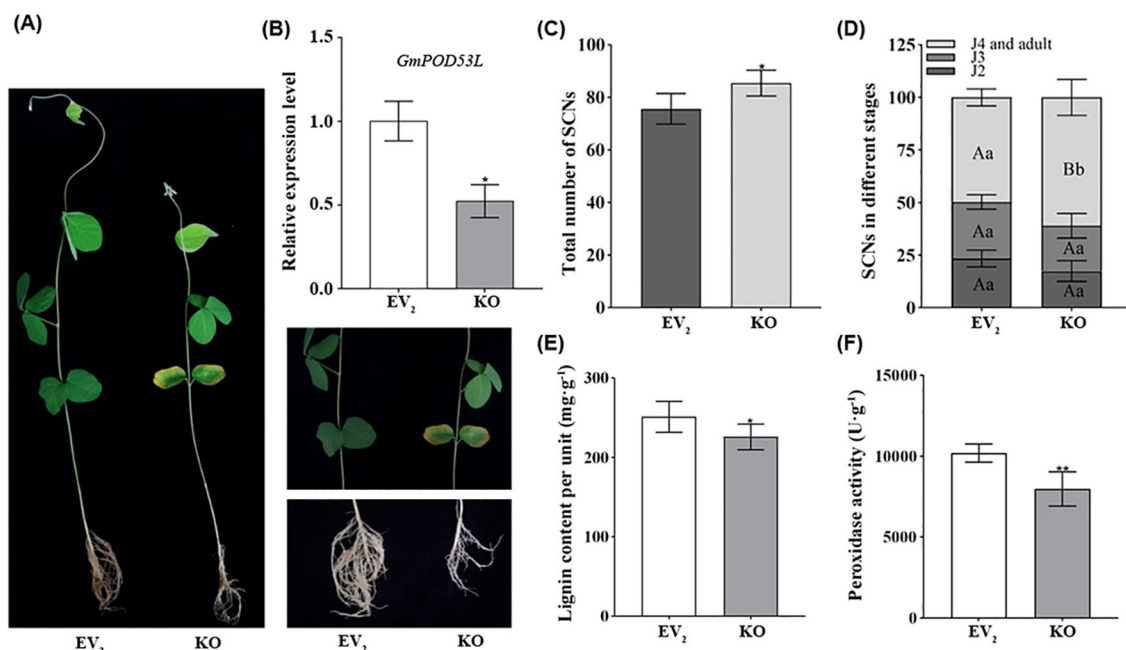 (A)
EV₂
KO
(B)
GmPOD53L
Relative expression level
1.5
1.0
0.5
0.0
EV₂
KO
*
EV₂
KO
(C)
Total number of SCNs
100
80
60
40
20
0
*
EV₂
KO
(D)
J4 and adult
J3
J2
SCNs in different stages
125
100
75
50
25
0
Aa
Aa
Aa
Bb
Aa
Aa
EV₂
KO
(E)
Lignin content per unit (mg·g⁻¹)
300
200
100
0
*
EV₂
KO
(F)
Peroxidase activity (U·g⁻¹)
15000
10000
5000
0
**
EV₂
KO